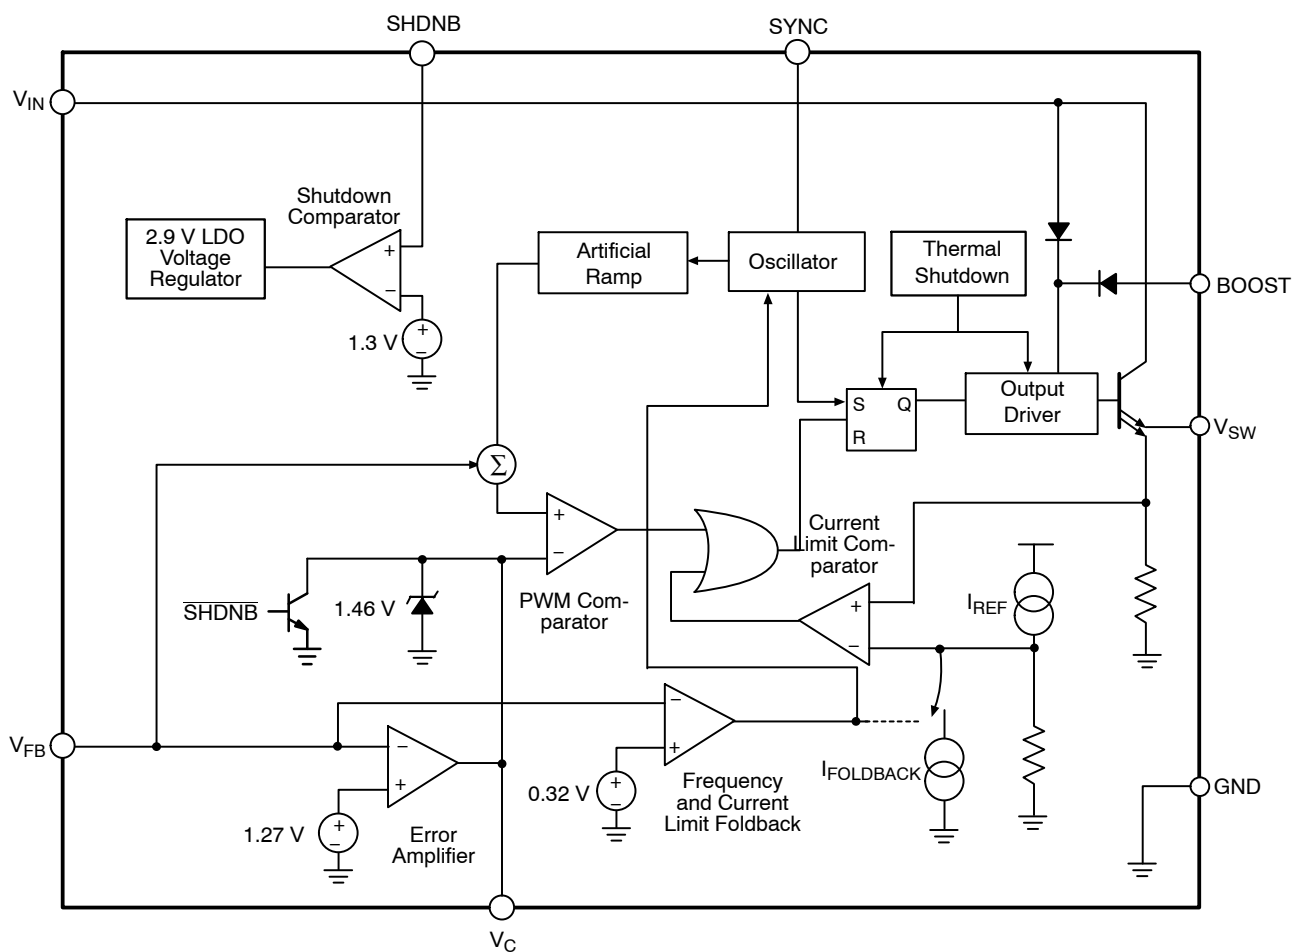 SHDNB
SYNC
V_IN
Shutdown
Comparator
2.9 V LDO
Voltage
Regulator
+
−
1.3 V
+
−
Artificial
Ramp
Oscillator
Thermal
Shutdown
BOOST
S
Q
R
Output
Driver
V_SW
Σ
+
−
PWM Com-
parator
Current
Limit Com-
parator
+
−
I_REF
SHDNB
1.46 V
V_FB
−
+
1.27 V
+
−
Error
Amplifier
−
+
0.32 V
+
−
Frequency
and Current
Limit Foldback
I_FOLDBACK
GND
V_C